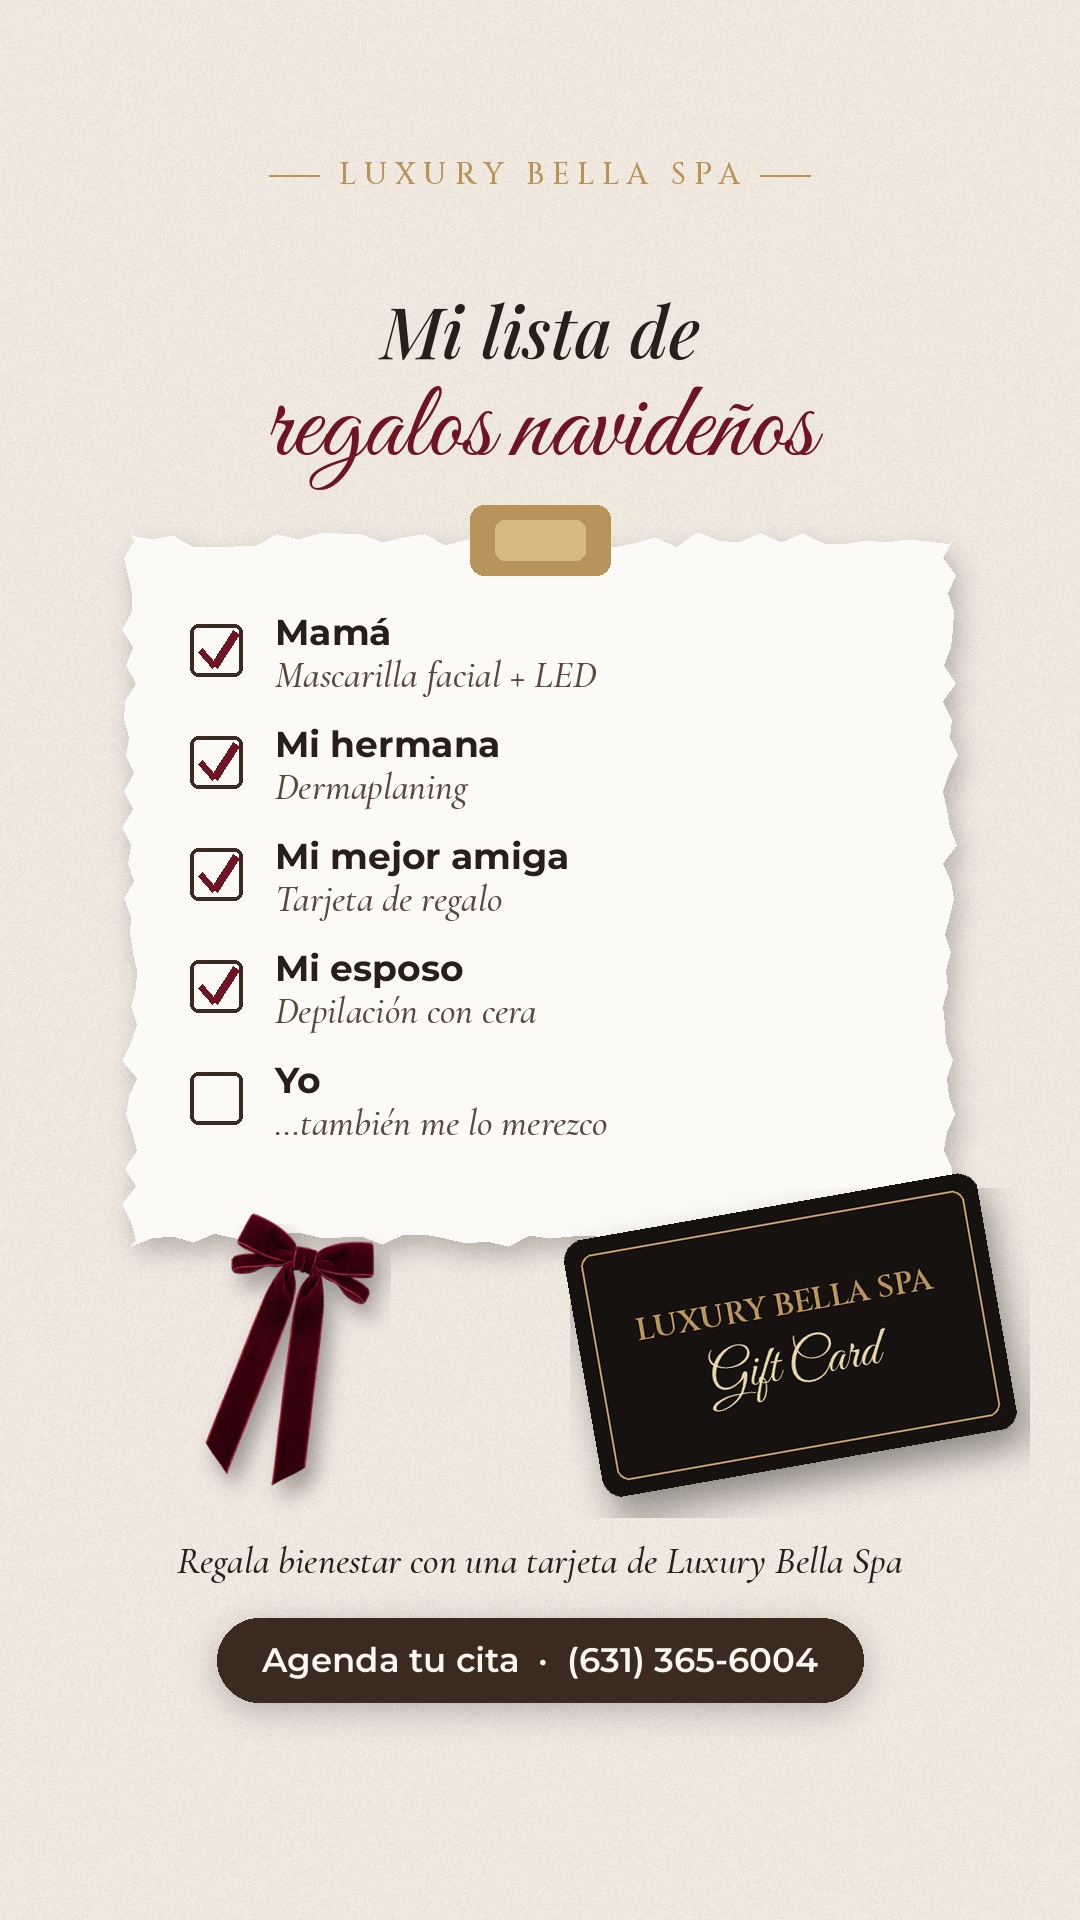 LUXURY BELLA SPA
Mi lista de
regalos navideños
Mamá
Mascarilla facial + LED
Mi hermana
Dermaplaning
Mi mejor amiga
Tarjeta de regalo
Mi esposo
Depilación con cera
Yo
...también me lo merezco
LUXURY BELLA SPA
Gift Card
Regala bienestar con una tarjeta de Luxury Bella Spa
Agenda tu cita · (631) 365-6004